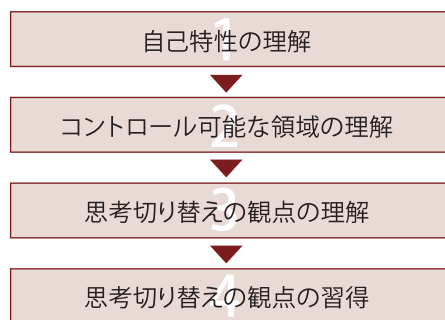 1
自己特性の理解
2
コントロール可能な領域の理解
3
思考切り替えの観点の理解
4
思考切り替えの観点の習得